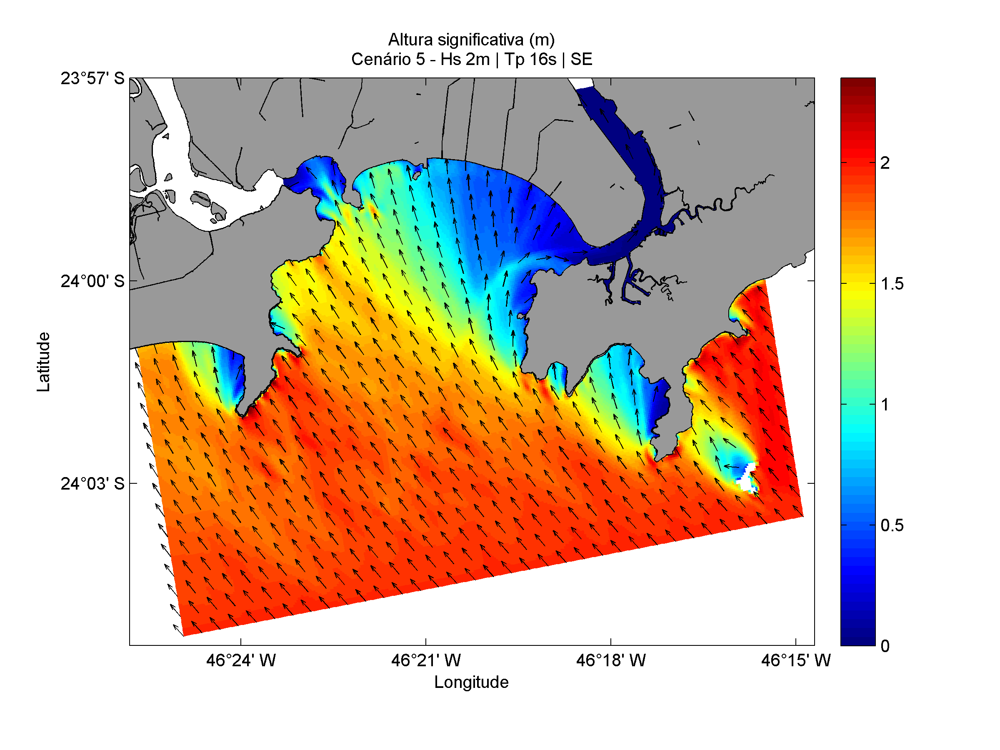 Altura significativa (m)
Cenário 5 - Hs 2m | Tp 16s | SE
23°57' S
24°00' S
24°03' S
Latitude
46°24' W
46°21' W
46°18' W
46°15' W
Longitude
2
1.5
1
0.5
0